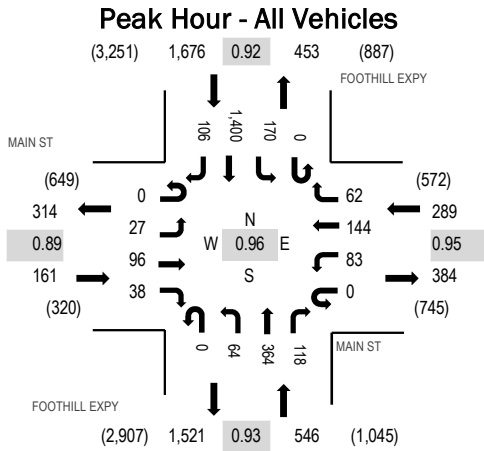 Peak Hour - All Vehicles
(3,251) 1,676 0.92 453 (887)
FOOTHILL EXPY
106 1,400 170 0
MAIN ST
(649) (572)
0 62
314 289
27 144
N
0.89 W 0.96 E 0.95
96 83
S
161 384
38 0
(320) (745)
0 64 364 118
MAIN ST
FOOTHILL EXPY
(2,907) 1,521 0.93 546 (1,045)